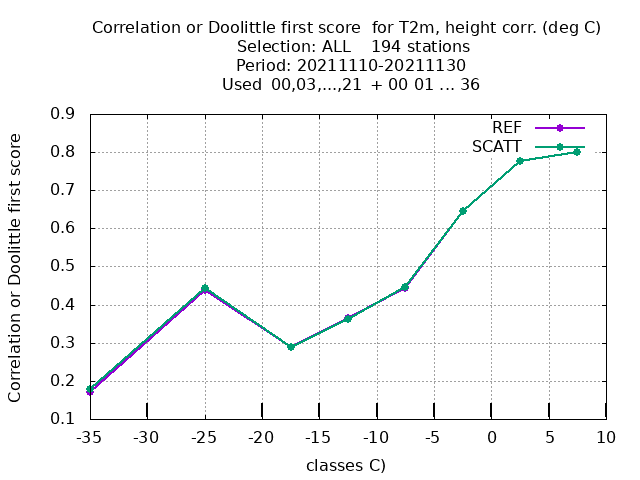 Correlation or Doolittle first score  for T2m, height corr. (deg C)
Selection: ALL    194 stations
Period: 20211110-20211130
Used  00,03,...,21  + 00 01 ... 36
REF
SCATT
Correlation or Doolittle first score
0.9
0.8
0.7
0.6
0.5
0.4
0.3
0.2
0.1
-35 -30 -25 -20 -15 -10 -5 0 5 10
classes C)